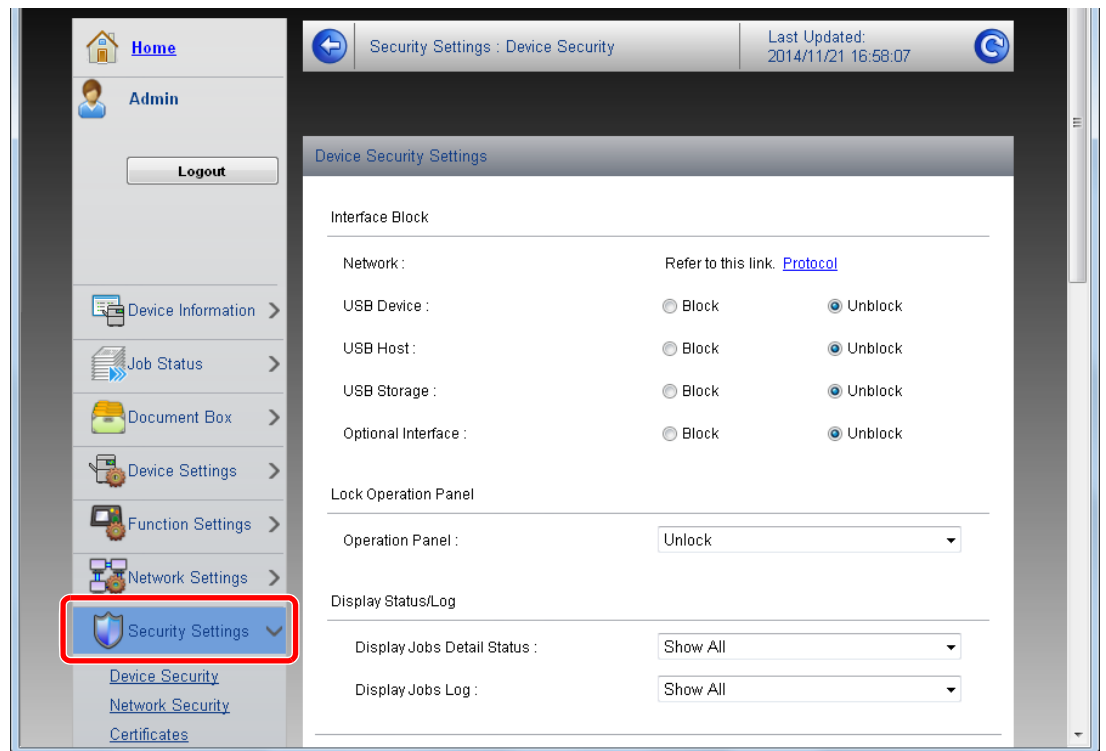 Home
Admin
Logout
Device Information
Job Status
Document Box
Device Settings
Function Settings
Network Settings
Security Settings
Device Security
Network Security
Certificates
Security Settings : Device Security
Last Updated:
2014/11/21 16:58:07
Device Security Settings
Interface Block
Network : Refer to this link. Protocol
USB Device : Block Unblock
USB Host : Block Unblock
USB Storage : Block Unblock
Optional Interface : Block Unblock
Lock Operation Panel
Operation Panel : Unlock
Display Status/Log
Display Jobs Detail Status : Show All
Display Jobs Log : Show All